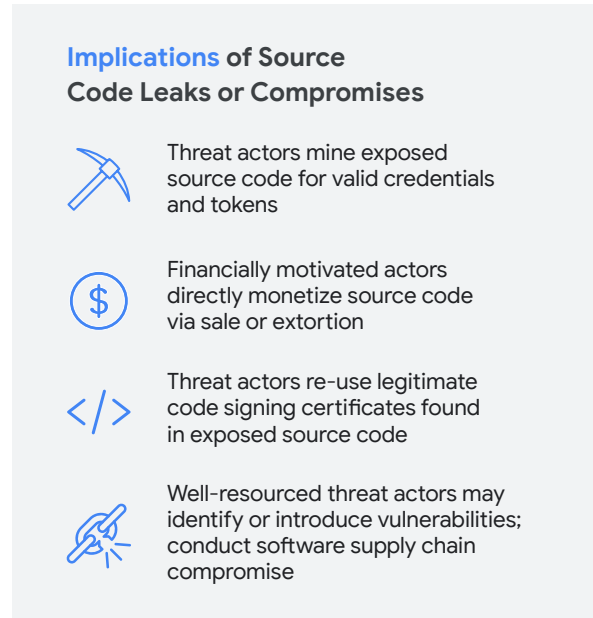 Implications of Source
Code Leaks or Compromises
Threat actors mine exposed
source code for valid credentials
and tokens
$
Financially motivated actors
directly monetize source code
via sale or extortion
</>
Threat actors re-use legitimate
code signing certificates found
in exposed source code
Well-resourced threat actors may
identify or introduce vulnerabilities;
conduct software supply chain
compromise